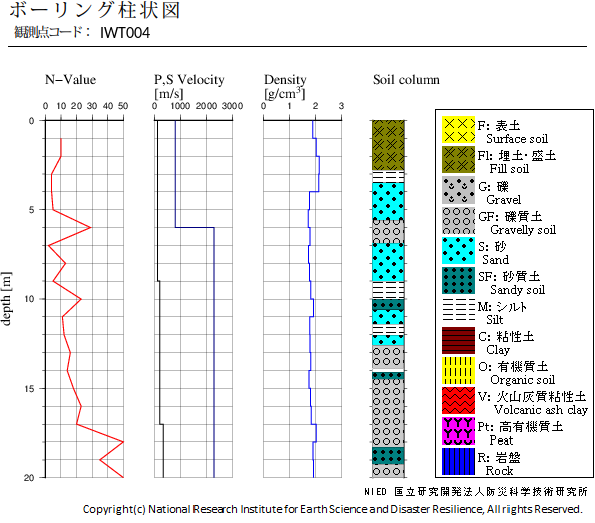 ボーリング柱状図
観測点コード： IWT004
N-Value P,S Velocity Density Soil column
[m/s] [g/cm³]
0 10 20 30 40 50 0 1000 2000 3000 0 1 2 3
0
5
10
15
20
depth [m]
F: 表土
Surface soil
Fl: 埋土・盛土
Fill soil
G: 礫
Gravel
GF: 礫質土
Gravelly soil
S: 砂
Sand
SF: 砂質土
Sandy soil
M: シルト
Silt
C: 粘性土
Clay
O: 有機質土
Organic soil
V: 火山灰質粘性土
Volcanic ash clay
Pt: 高有機質土
Peat
R: 岩盤
Rock
NIED 国立研究開発法人防災科学技術研究所
Copyright(c) National Research Institute for Earth Science and Disaster Resilience, All rights Reserved.